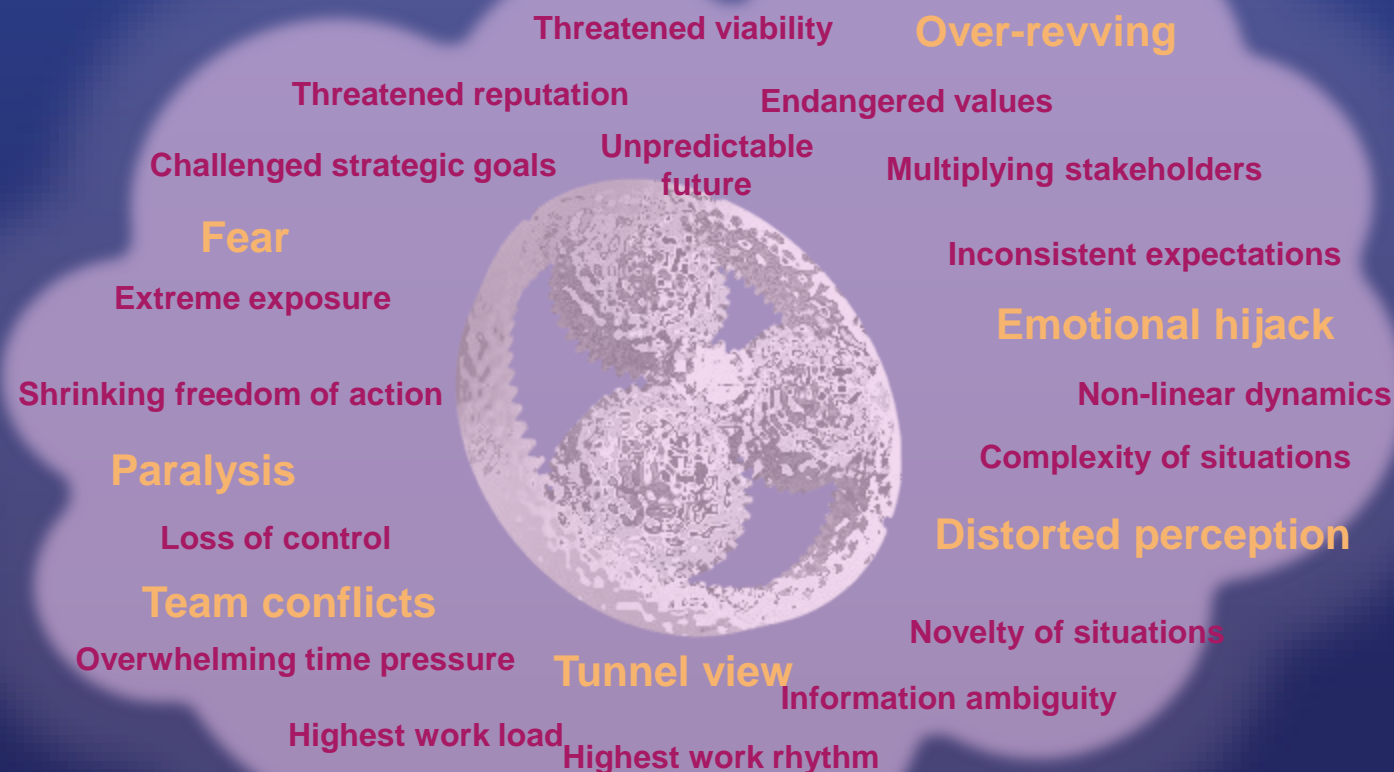 Threatened viability
Over-revving
Threatened reputation
Endangered values
Unpredictable
future
Challenged strategic goals
Multiplying stakeholders
Fear
Inconsistent expectations
Extreme exposure
Emotional hijack
Shrinking freedom of action
Non-linear dynamics
Paralysis
Complexity of situations
Loss of control
Distorted perception
Team conflicts
Novelty of situations
Overwhelming time pressure
Tunnel view
Information ambiguity
Highest work load
Highest work rhythm